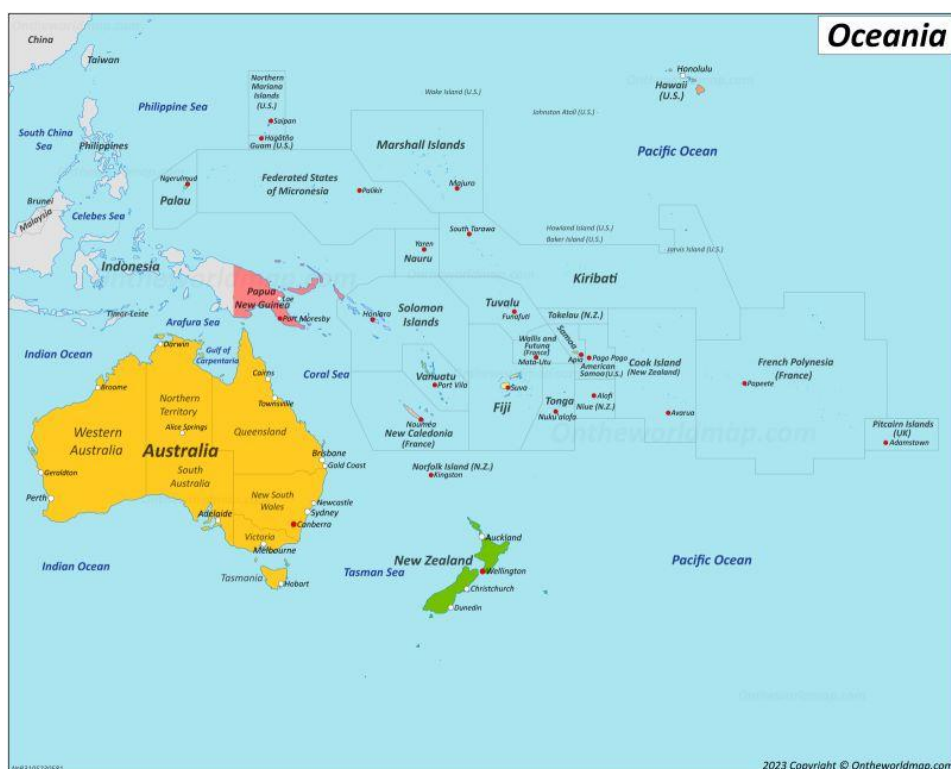 Oceania
China
Taiwan
Honolulu
Hawaii
(U.S.)
Northern
Mariana
Islands
(U.S.)
Wake Island (U.S.)
Johnston Atoll (U.S.)
Philippine Sea
Saipan
South China
Sea
Philippines
Hagåtña
Guam (U.S.)
Marshall Islands
Pacific Ocean
Ngerulmud
Palau
Federated States
of Micronesia
Palikir
Majuro
Brunei
Malaysia
Celebes Sea
South Tarawa
Howland Island (U.S.)
Baker Island (U.S.)
Jarvis Island (U.S.)
Yaren
Nauru
Indonesia
Kiribati
Papua
New Guinea
Lae
Port Moresby
Solomon
Islands
Honiara
Tuvalu
Funafuti
Tokelau (N.Z.)
Timor-Leste
Arafura Sea
Indian Ocean
Darwin
Gulf of
Carpentaria
Wallis and
Futuna
(France)
Mata-Utu
Samoa
Apia
Pago Pago
American
Samoa (U.S.)
Cook Island
(New Zealand)
French Polynesia
(France)
Papeete
Coral Sea
Cairns
Broome
Vanuatu
Port Vila
Suva
Fiji
Tonga
Nuku'alofa
Alofi
Niue (N.Z.)
Avarua
Townsville
Northern
Territory
Alice Springs
Western
Australia
Australia
Queensland
Nouméa
New Caledonia
(France)
Pitcairn Islands
(UK)
Adamstown
Ontheworldmap.com
Brisbane
Gold Coast
Geraldton
South
Australia
Norfolk Island (N.Z.)
Kingston
Perth
New South
Wales
Newcastle
Sydney
Adelaide
Canberra
Victoria
Melbourne
Auckland
New Zealand
Wellington
Pacific Ocean
Indian Ocean
Tasmania
Hobart
Tasman Sea
Christchurch
Dunedin
2023 Copyright © Ontheworldmap.com